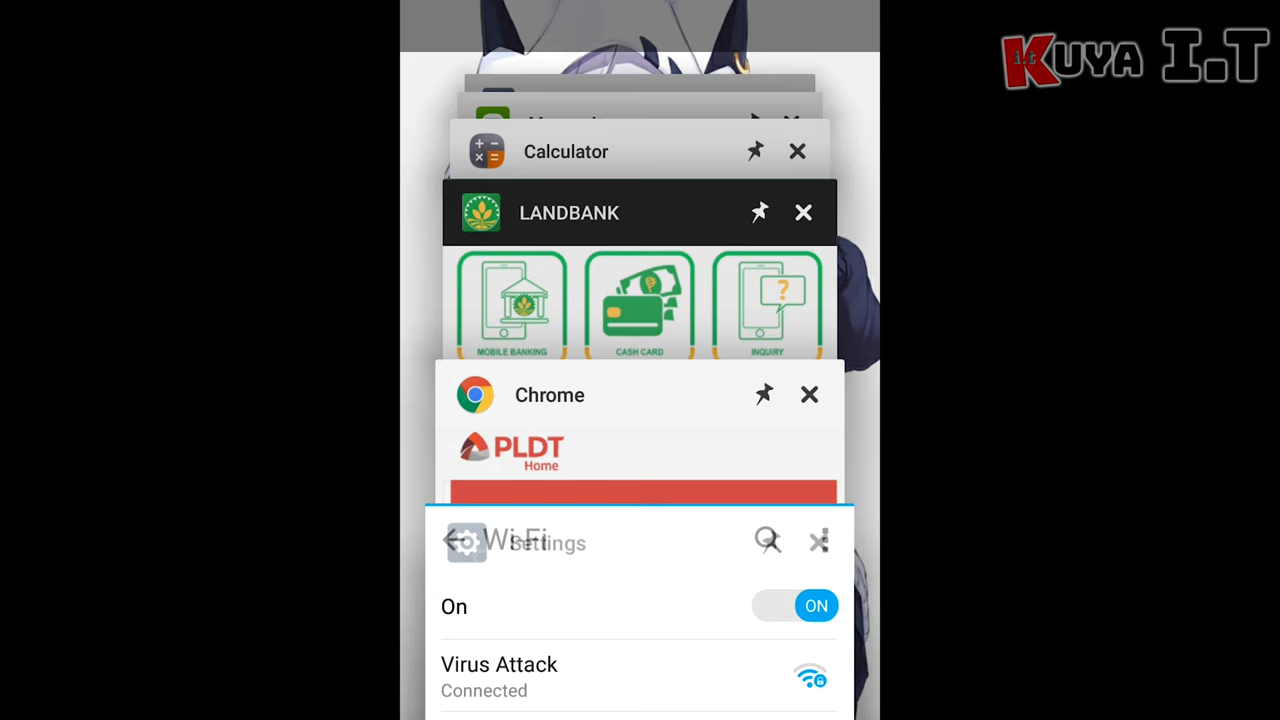 KUYA I.T
i.t
Calculator
LANDBANK
MOBILE BANKING
CASH CARD
INQUIRY
Chrome
PLDT
Home
Wi-Fi
Settings
On
ON
Virus Attack
Connected